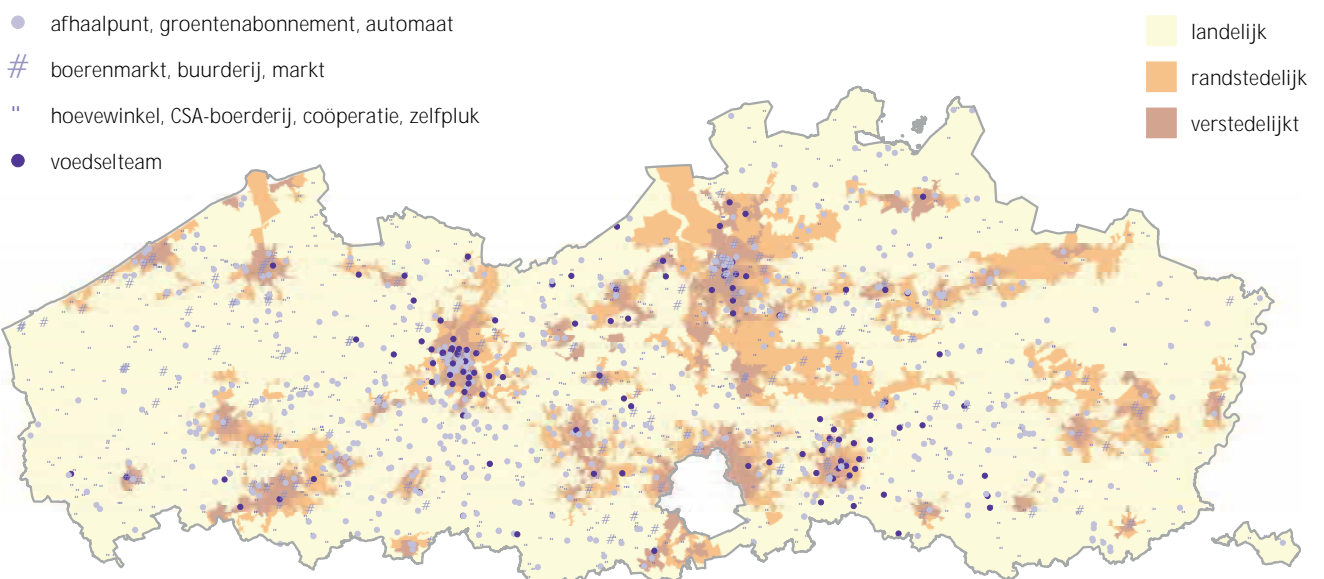 afhaalpunt, groentenabonnement, automaat
# boerenmarkt, buurderij, markt
" hoevewinkel, CSA-boerderij, coöperatie, zelfpluk
voedselteam
landelijk
randstedelijk
verstedelijkt